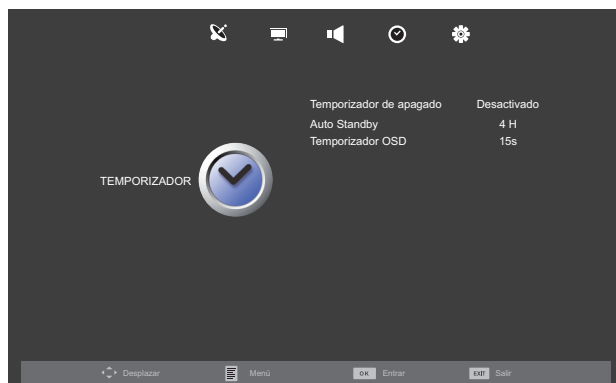 Temporizador de apagado Desactivado
Auto Standby 4 H
Temporizador OSD 15s
TEMPORIZADOR
Desplazar Menú OK Entrar EXIT Salir